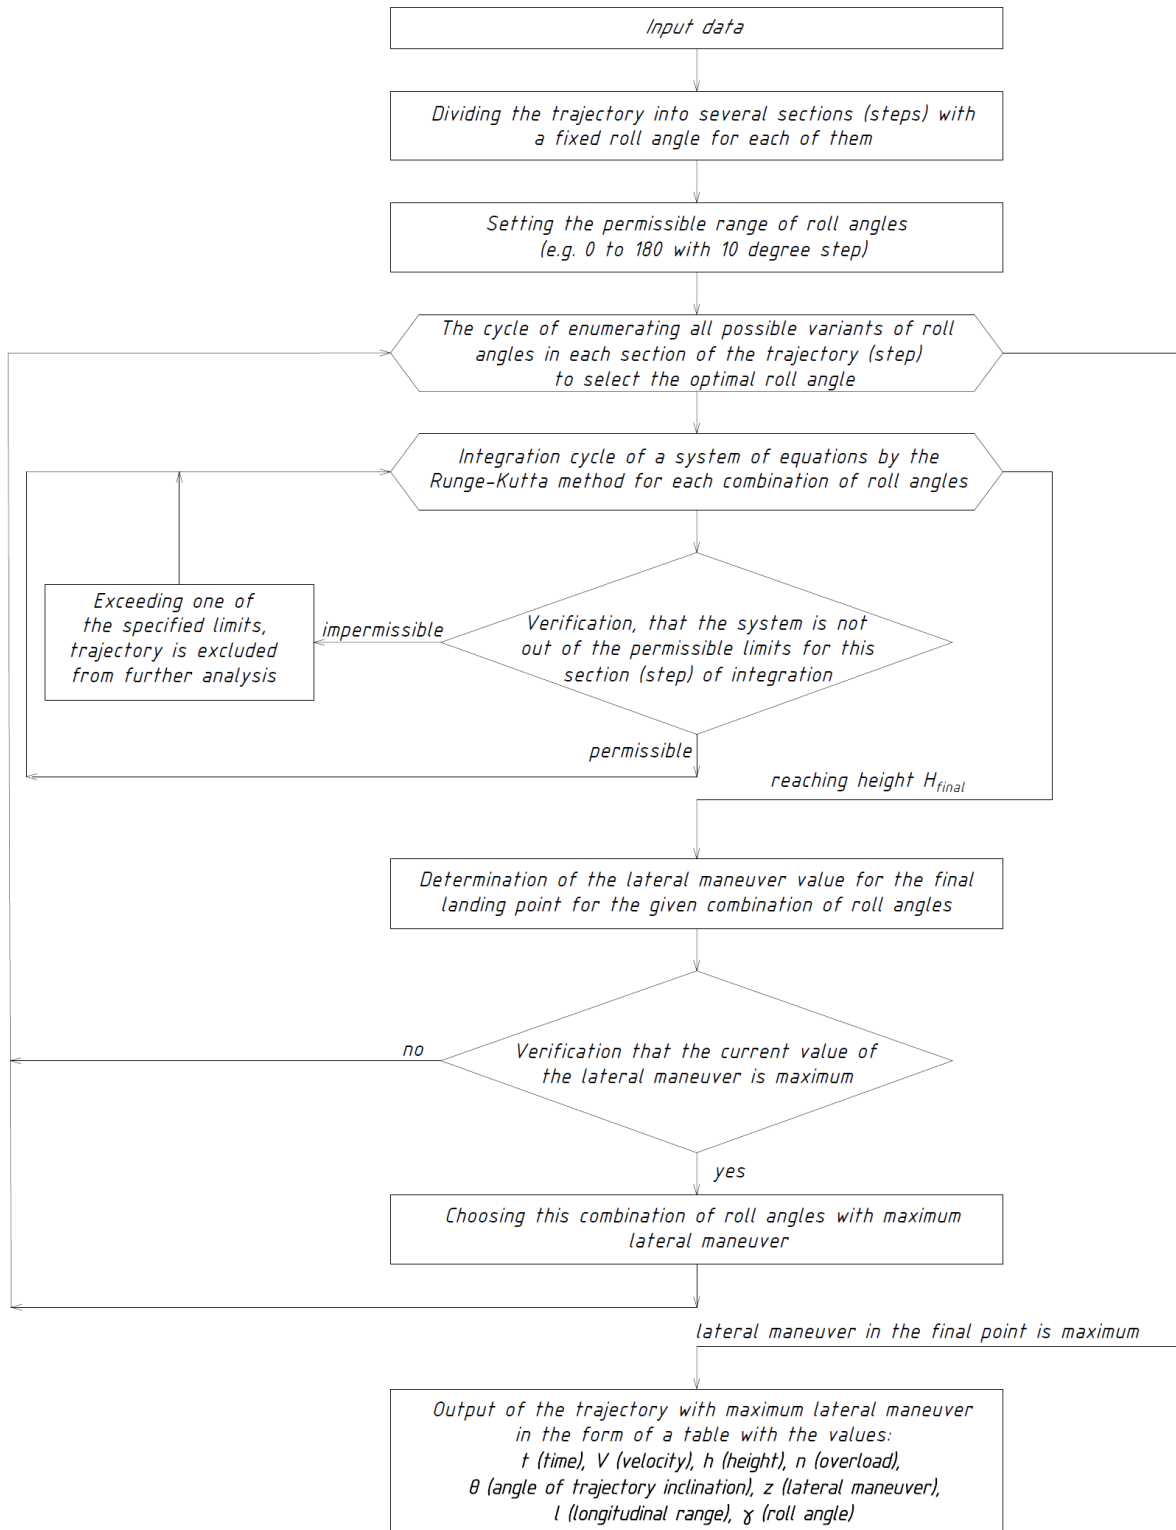 Input data
Dividing the trajectory into several sections (steps) with
a fixed roll angle for each of them
Setting the permissible range of roll angles
(e.g. 0 to 180 with 10 degree step)
The cycle of enumerating all possible variants of roll
angles in each section of the trajectory (step)
to select the optimal roll angle
Integration cycle of a system of equations by the
Runge-Kutta method for each combination of roll angles
Exceeding one of
the specified limits,
trajectory is excluded
from further analysis
impermissible
Verification, that the system is not
out of the permissible limits for this
section (step) of integration
permissible
reaching height H_final
Determination of the lateral maneuver value for the final
landing point for the given combination of roll angles
no
Verification that the current value of
the lateral maneuver is maximum
yes
Choosing this combination of roll angles with maximum
lateral maneuver
lateral maneuver in the final point is maximum
Output of the trajectory with maximum lateral maneuver
in the form of a table with the values:
t (time), V (velocity), h (height), n (overload),
θ (angle of trajectory inclination), z (lateral maneuver),
l (longitudinal range), γ (roll angle)